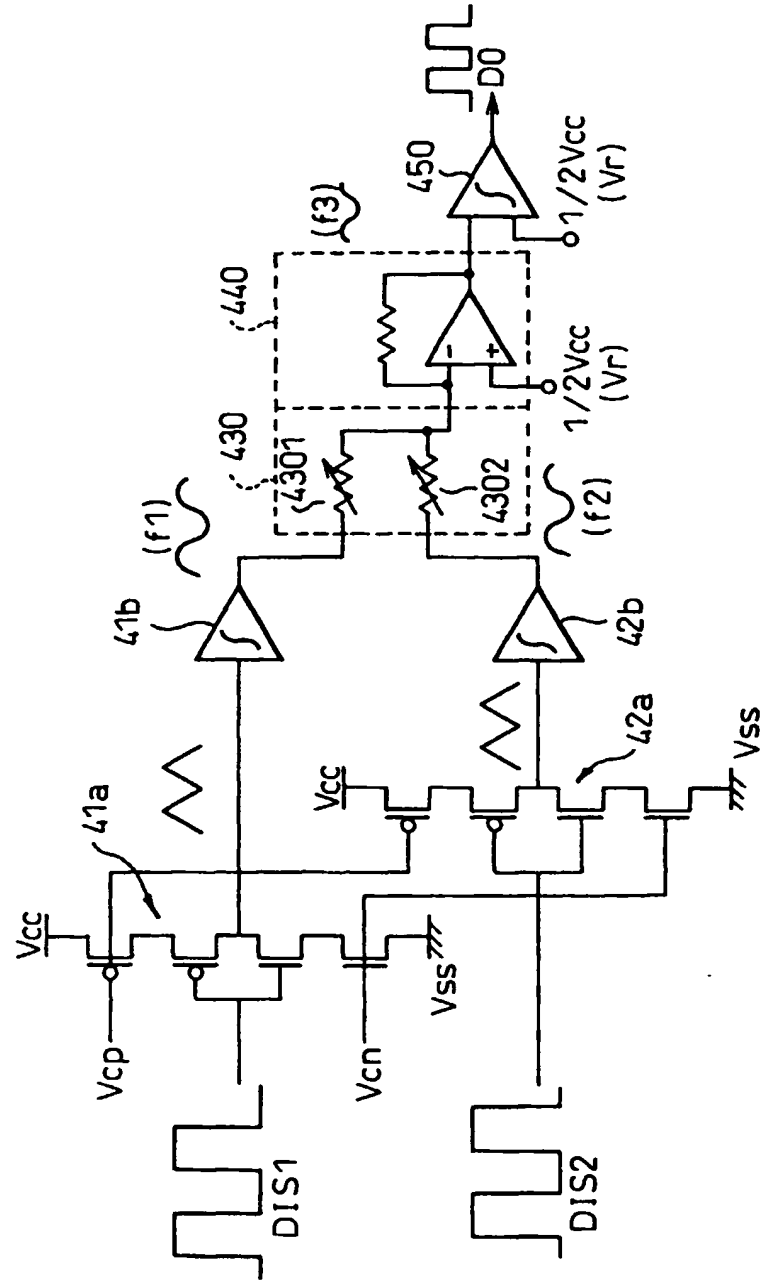 DIS1
DIS2
Vcp
Vcn
Vcc
41a
Vss
Vcc
42a
Vss
41b
(f1)
42b
(f2)
430
4301
4302
440
-
+
1/2Vcc
(Vr)
(f3)
450
1/2Vcc
(Vr)
DO